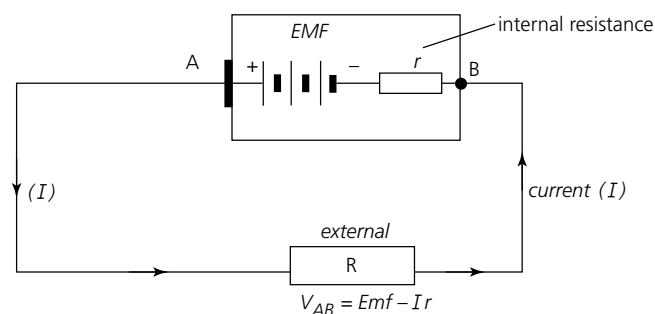 EMF
internal resistance
A
+
–
r
B
(I)
current (I)
external
R
V_AB = Emf – Ir